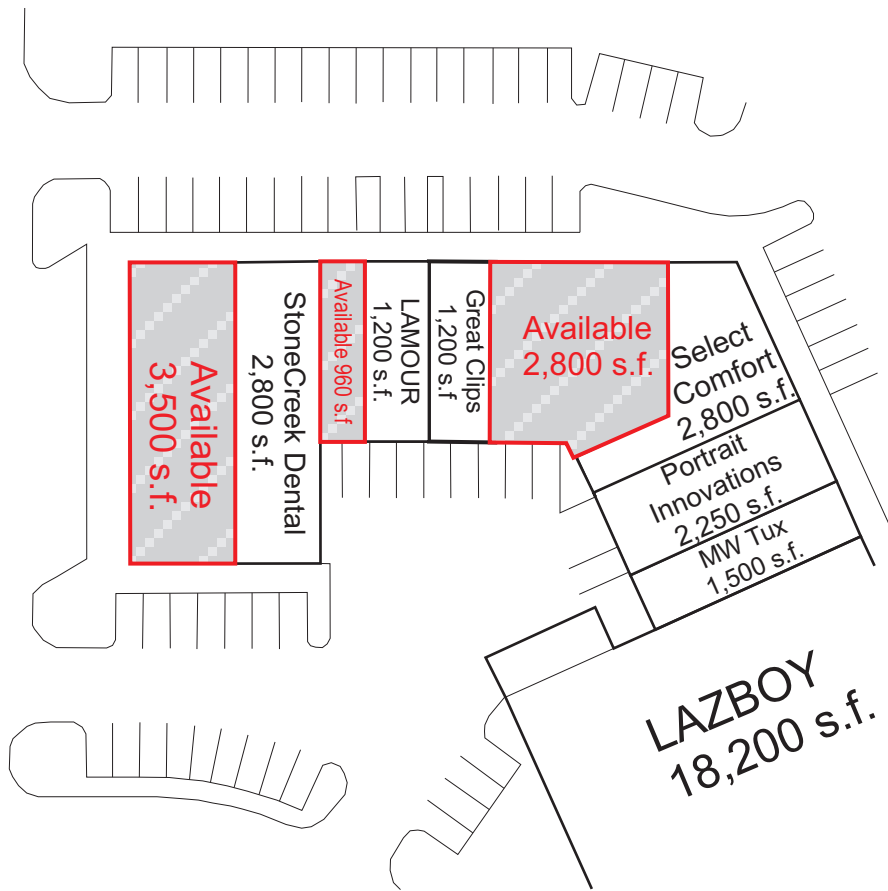 Available
3,500 s.f.
StoneCreek Dental
2,800 s.f.
Available 960 s.f
LAMOUR
1,200 s.f.
Great Clips
1,200 s.f
Available
2,800 s.f.
Select
Comfort
2,800 s.f.
Portrait
Innovations
2,250 s.f.
MW Tux
1,500 s.f.
LAZBOY
18,200 s.f.